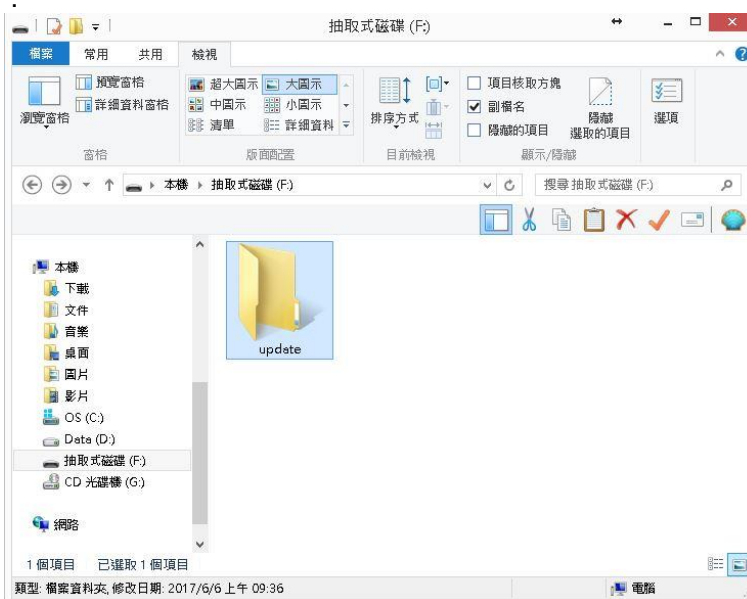 .
抽取式磁碟 (F:)
檔案 常用 共用 檢視
瀏覽窗格
預覽窗格
詳細資料窗格
窗格
超大圖示 大圖示
中圖示 小圖示
清單 詳細資料
版面配置
排序方式
目前檢視
項目核取方塊
副檔名
隱藏的項目
隱藏
選取的項目
顯示/隱藏
選項
本機 抽取式磁碟 (F:)
搜尋 抽取式磁碟 (F:)
本機
下載
文件
音樂
桌面
圖片
影片
OS (C:)
Data (D:)
抽取式磁碟 (F:)
CD 光碟機 (G:)
網路
update
1 個項目 已選取 1 個項目
類型: 檔案資料夾, 修改日期: 2017/6/6 上午 09:36
電腦